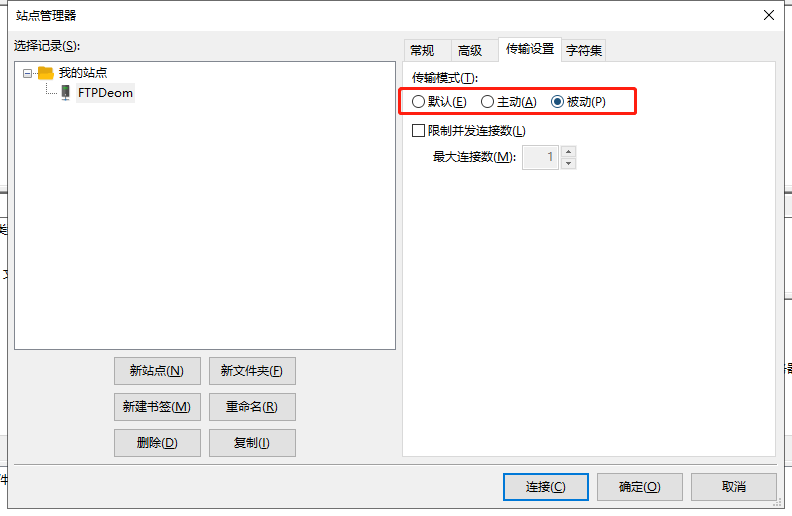 站点管理器
选择记录(S):
我的站点
FTPDeom
新站点(N) 新文件夹(F)
新建书签(M) 重命名(R)
删除(D) 复制(I)
常规 高级 传输设置 字符集
传输模式(T):
默认(E) 主动(A) 被动(P)
限制并发连接数(L)
最大连接数(M): 1
连接(C) 确定(O) 取消